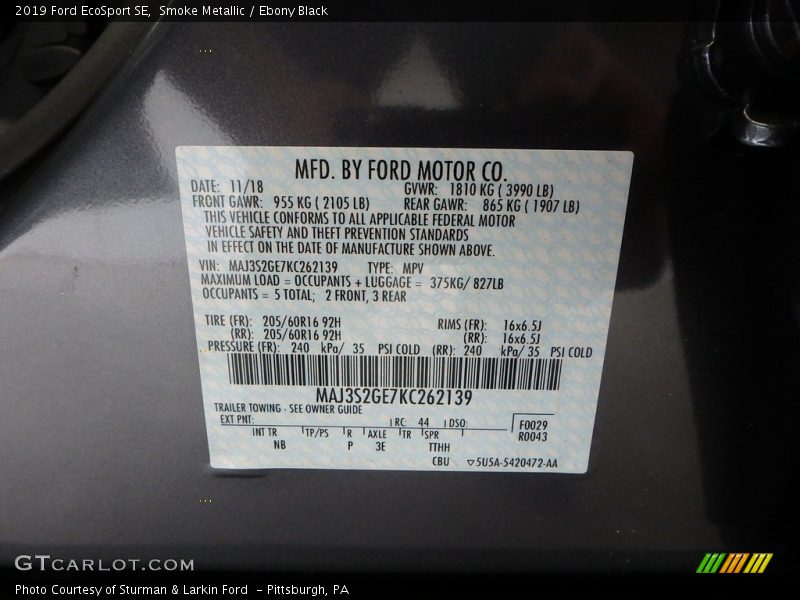 2019 Ford EcoSport SE, Smoke Metallic / Ebony Black
MFD. BY FORD MOTOR CO.
DATE: 11/18 GVWR: 1810 KG ( 3990 LB)
FRONT GAWR: 955 KG ( 2105 LB) REAR GAWR: 865 KG ( 1907 LB)
THIS VEHICLE CONFORMS TO ALL APPLICABLE FEDERAL MOTOR
VEHICLE SAFETY AND THEFT PREVENTION STANDARDS
IN EFFECT ON THE DATE OF MANUFACTURE SHOWN ABOVE.
VIN: MAJ3S2GE7KC262139 TYPE: MPV
MAXIMUM LOAD = OCCUPANTS + LUGGAGE = 375KG/ 827LB
OCCUPANTS = 5 TOTAL; 2 FRONT, 3 REAR
TIRE (FR): 205/60R16 92H RIMS (FR): 16x6.5J
(RR): 205/60R16 92H (RR): 16x6.5J
PRESSURE (FR): 240 kPa/ 35 PSI COLD (RR): 240 kPa/ 35 PSI COLD
MAJ3S2GE7KC262139
TRAILER TOWING - SEE OWNER GUIDE
EXT PNT: RC: 44 DSO: F0029
INT TR TP/PS R AXLE TR SPR R0043
NB P 3E TTHH
CBU ▽5U5A-5420472-AA
GTCARLOT.COM
Photo Courtesy of Sturman & Larkin Ford - Pittsburgh, PA